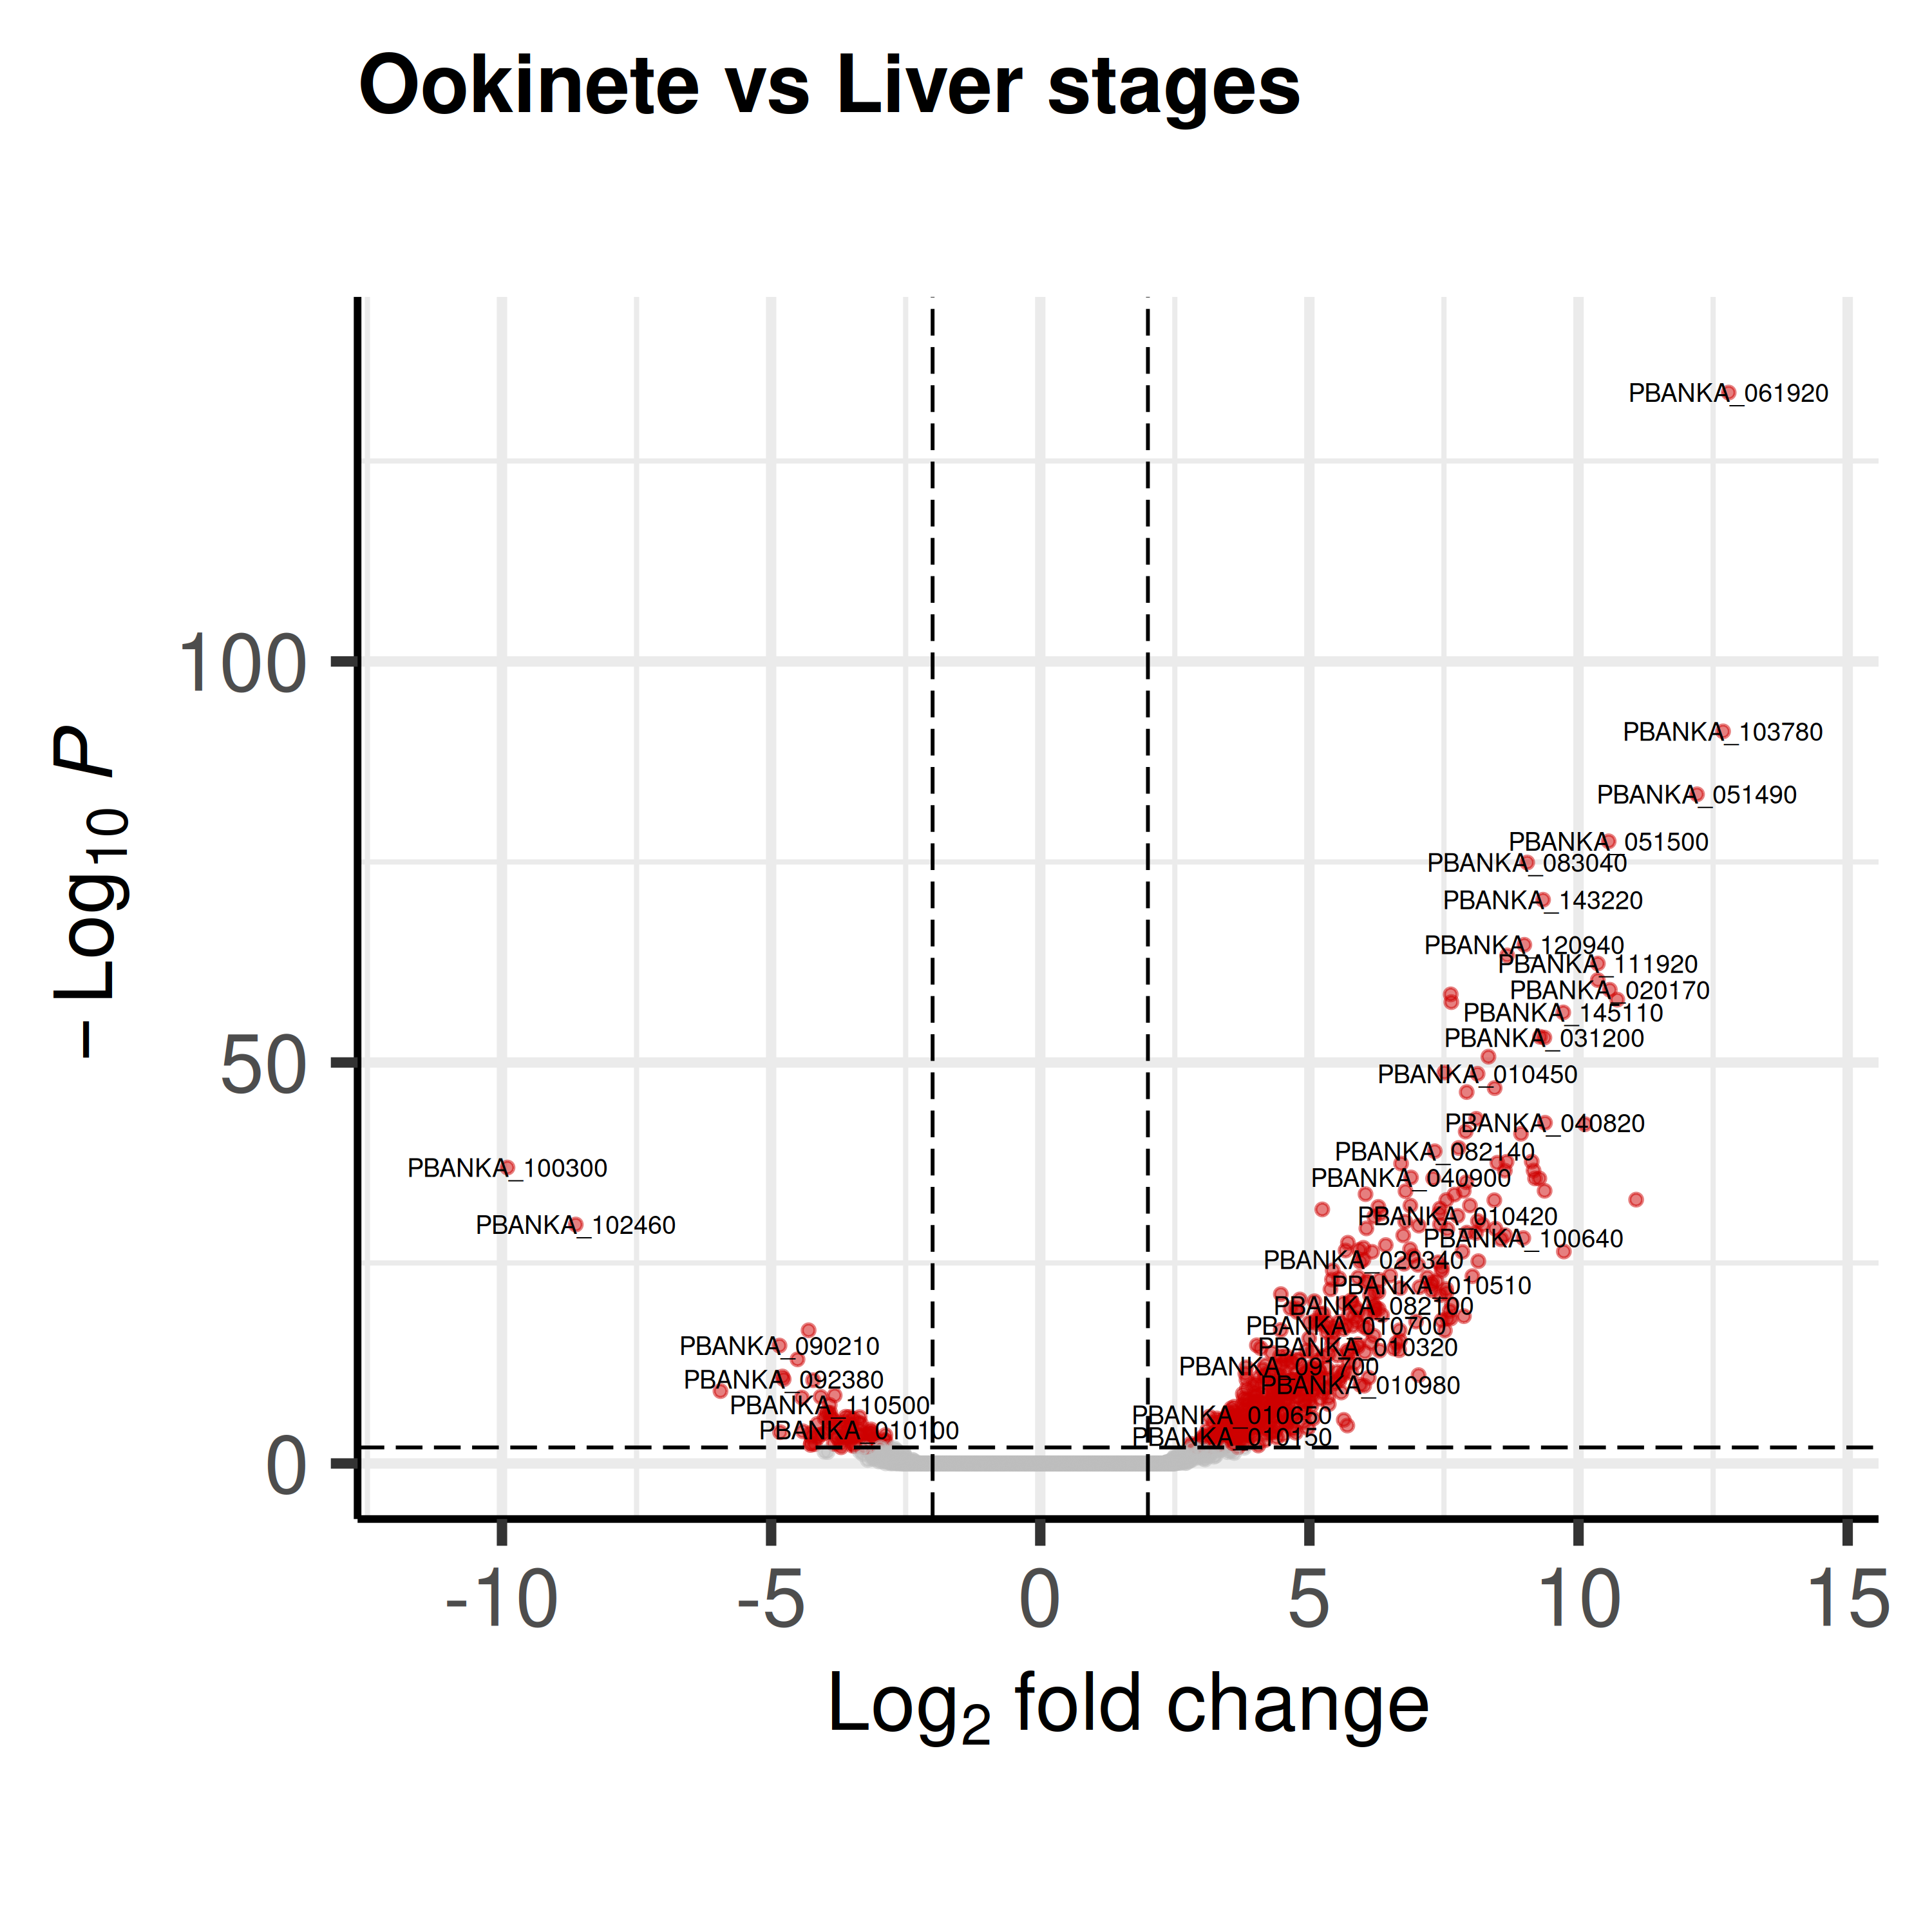 Ookinete vs Liver stages
− Log10 P
100
50
0
PBANKA_061920
PBANKA_103780
PBANKA_051490
PBANKA_051500
PBANKA_083040
PBANKA_143220
PBANKA_120940
PBANKA_111920
PBANKA_020170
PBANKA_145110
PBANKA_031200
PBANKA_010450
PBANKA_040820
PBANKA_082140
PBANKA_100300
PBANKA_040900
PBANKA_010420
PBANKA_102460
PBANKA_100640
PBANKA_020340
PBANKA_010510
PBANKA_082100
PBANKA_010700
PBANKA_090210
PBANKA_010320
PBANKA_091700
PBANKA_092380
PBANKA_010980
PBANKA_110500
PBANKA_010650
PBANKA_010100
PBANKA_010150
-10 -5 0 5 10 15
Log2 fold change